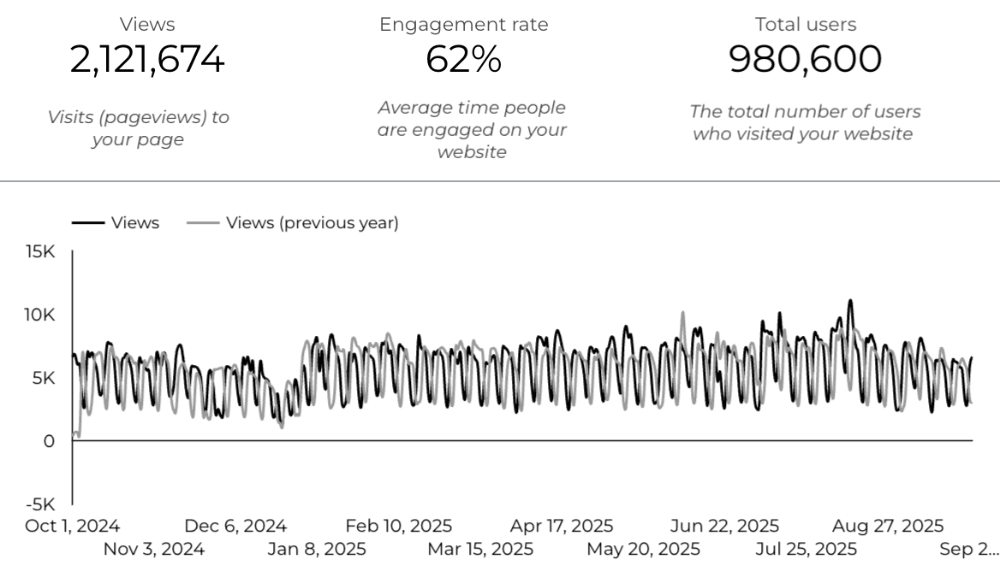 Views
2,121,674
Visits (pageviews) to
your page
Engagement rate
62%
Average time people
are engaged on your
website
Total users
980,600
The total number of users
who visited your website
Views
Views (previous year)
15K
10K
5K
0
-5K
Oct 1, 2024
Nov 3, 2024
Dec 6, 2024
Jan 8, 2025
Feb 10, 2025
Mar 15, 2025
Apr 17, 2025
May 20, 2025
Jun 22, 2025
Jul 25, 2025
Aug 27, 2025
Sep 2...